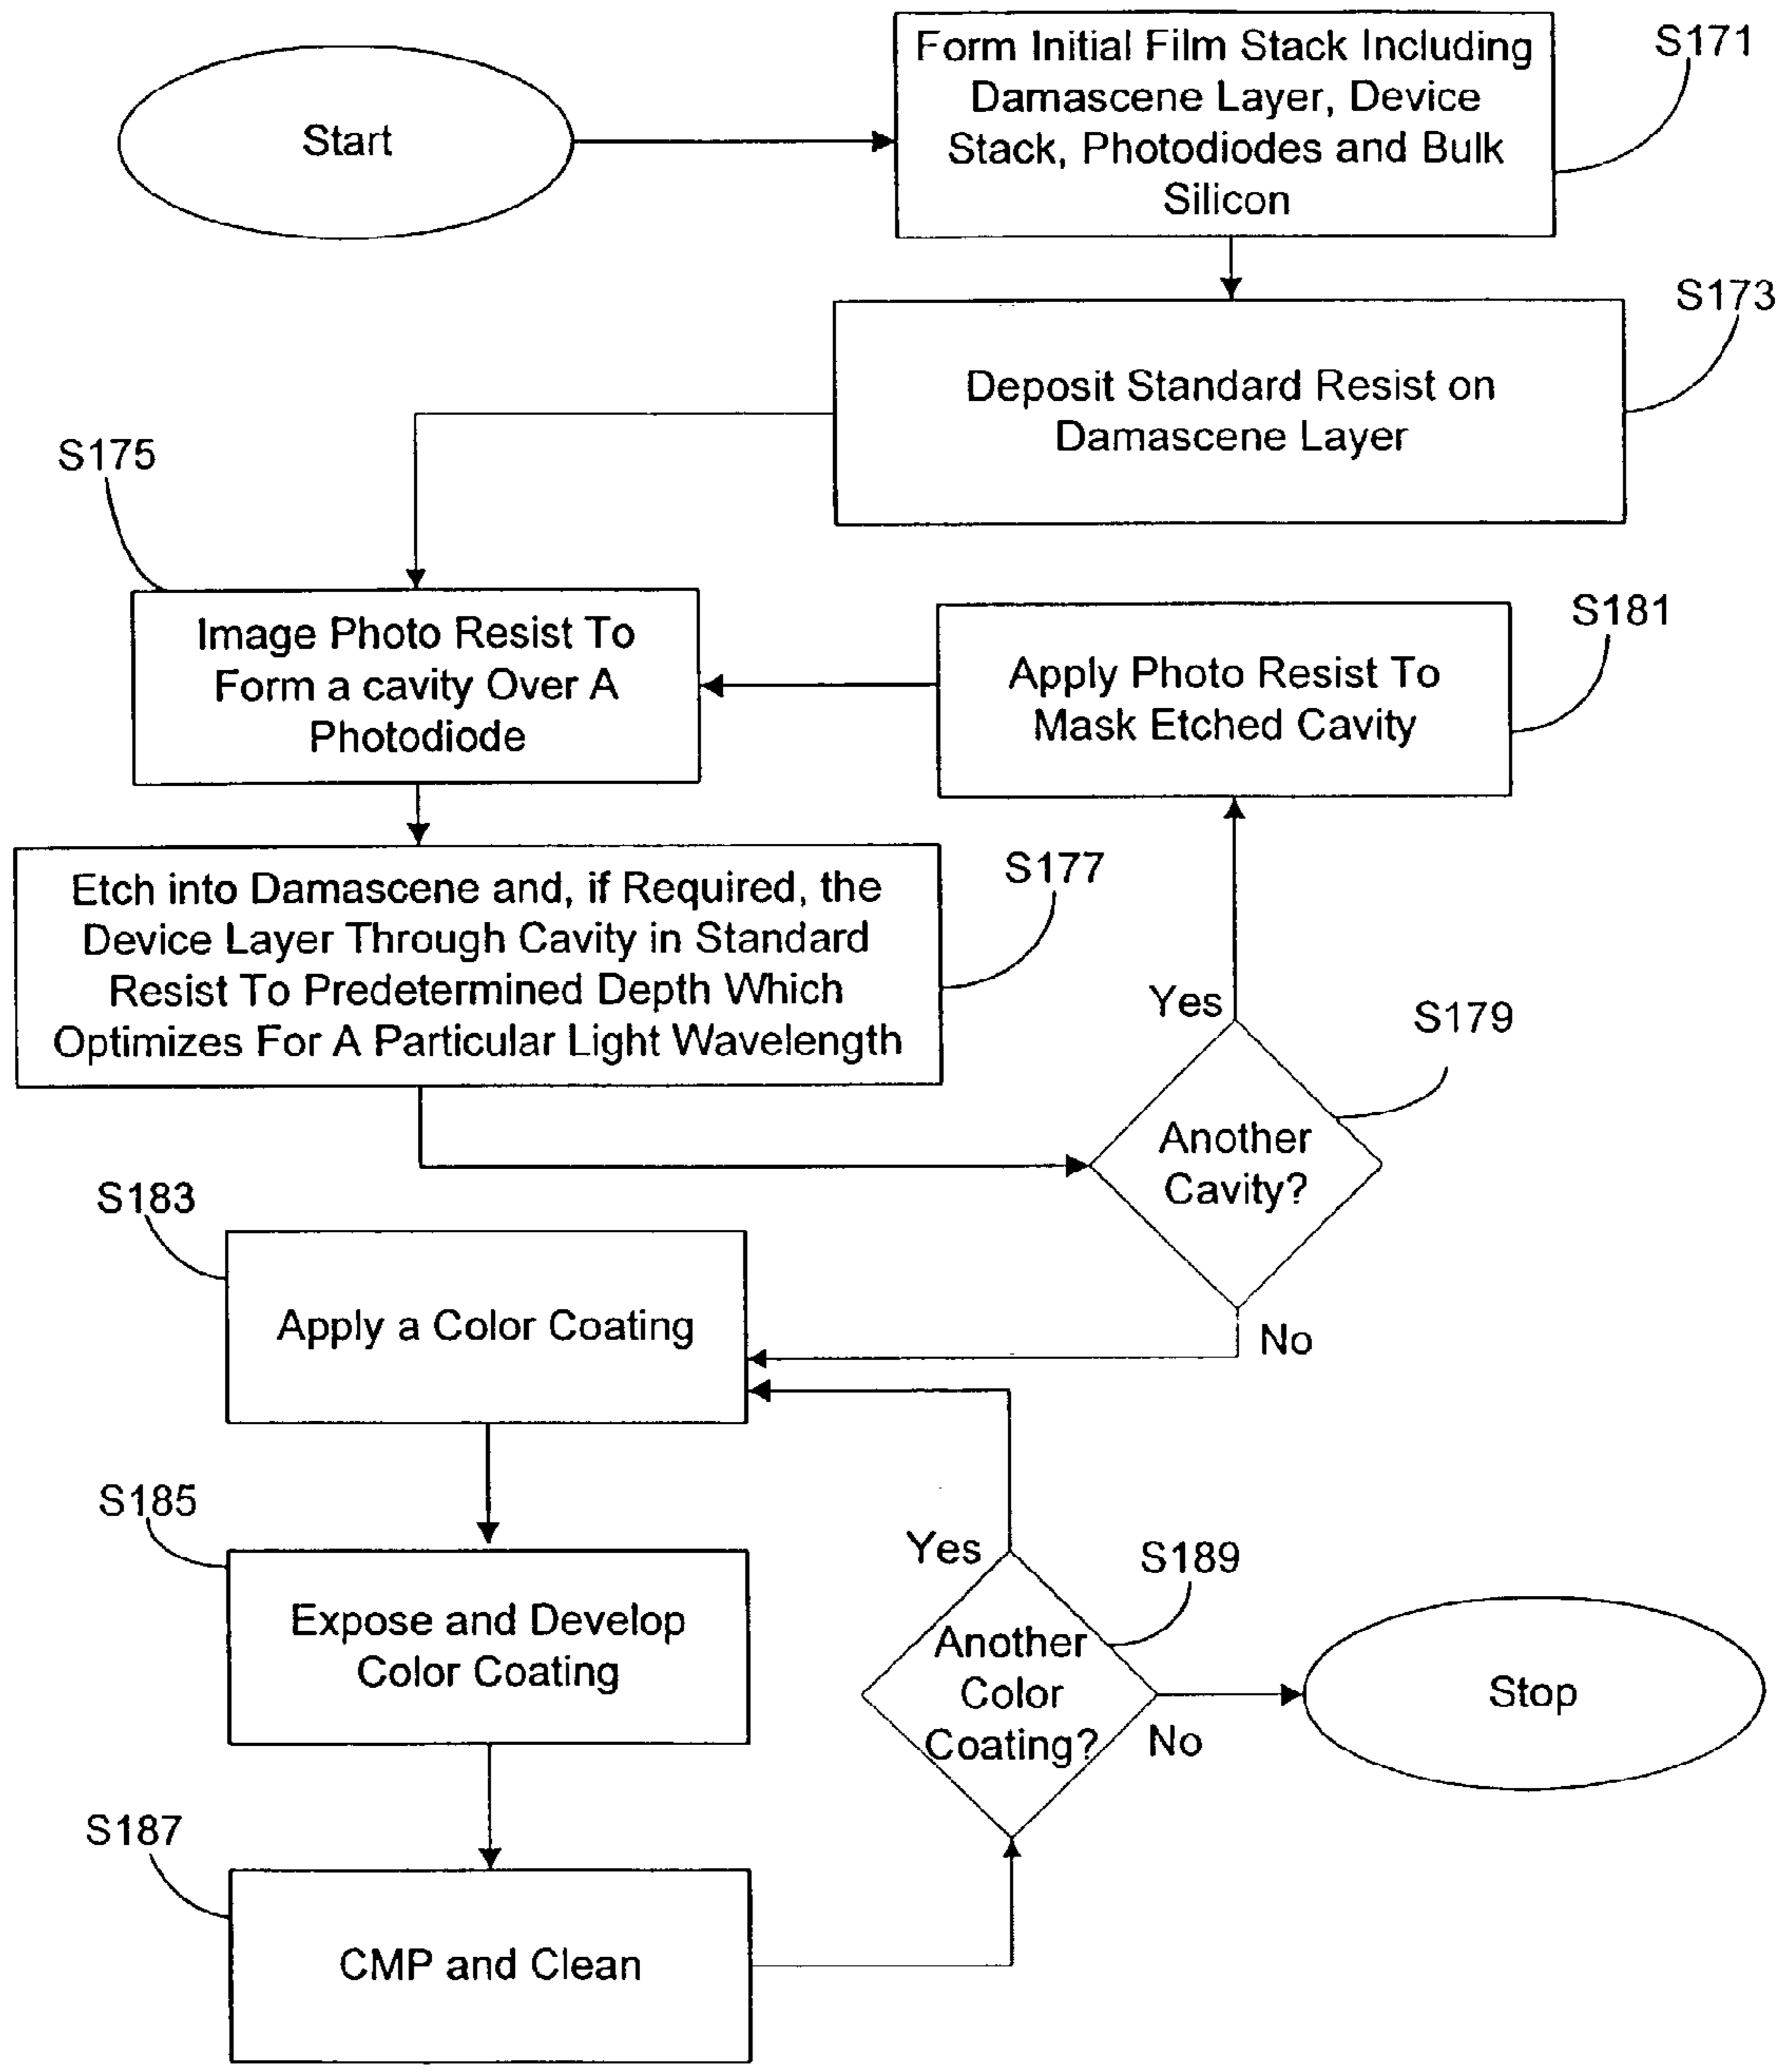 Start
Form Initial Film Stack Including
Damascene Layer, Device
Stack, Photodiodes and Bulk
Silicon
S171
S173
Deposit Standard Resist on
Damascene Layer
S175
Image Photo Resist To
Form a cavity Over A
Photodiode
S181
Apply Photo Resist To
Mask Etched Cavity
Etch into Damascene and, if Required, the
Device Layer Through Cavity in Standard
Resist To Predetermined Depth Which
Optimizes For A Particular Light Wavelength
S177
Yes
S179
Another
Cavity?
No
S183
Apply a Color Coating
S185
Expose and Develop
Color Coating
Yes
S189
Another
Color
Coating?
No
Stop
S187
CMP and Clean